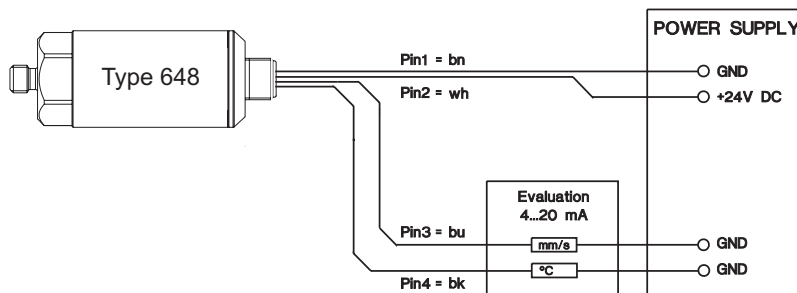 POWER SUPPLY
Type 648
Pin1 = bn
GND
Pin2 = wh
+24V DC
Evaluation
4...20 mA
Pin3 = bu
mm/s
GND
°C
GND
Pin4 = bk